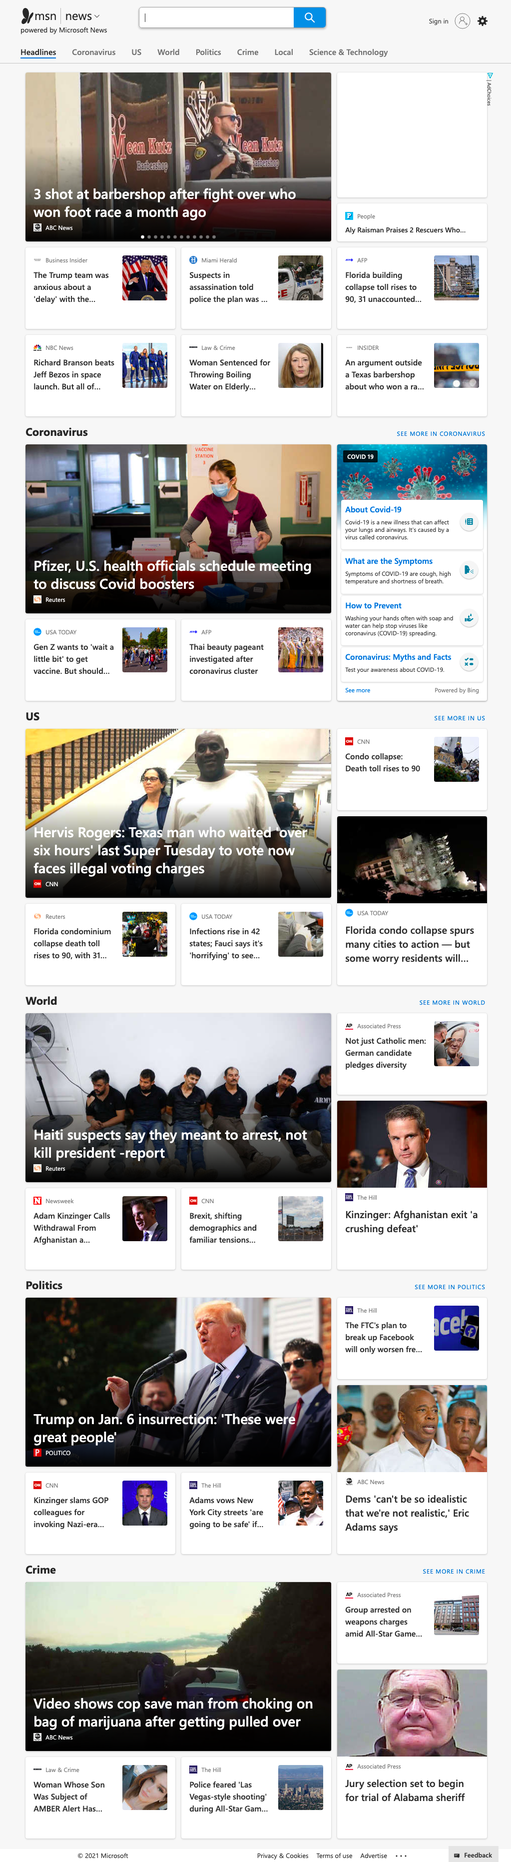 msn | news
powered by Microsoft News
Sign in
Headlines Coronavirus US World Politics Crime Local Science & Technology
Mean Kutz
Barbershop
3 shot at barbershop after fight over who
won foot race a month ago
ABC News
AdChoices
People
Aly Raisman Praises 2 Rescuers Who...
Business Insider
The Trump team was
anxious about a
'delay' with the...
Miami Herald
Suspects in
assassination told
police the plan was ...
AFP
Florida building
collapse toll rises to
90, 31 unaccounted...
NBC News
Richard Branson beats
Jeff Bezos in space
launch. But all of...
Law & Crime
Woman Sentenced for
Throwing Boiling
Water on Elderly...
INSIDER
An argument outside
a Texas barbershop
about who won a ra...
Coronavirus
SEE MORE IN CORONAVIRUS
VACCINE
STATION
Pfizer, U.S. health officials schedule meeting
to discuss Covid boosters
Reuters
COVID 19
About Covid-19
Covid-19 is a new illness that can affect
your lungs and airways. It's caused by a
virus called coronavirus.
What are the Symptoms
Symptoms of COVID-19 are cough, high
temperature and shortness of breath.
How to Prevent
Washing your hands often with soap and
water can help stop viruses like
coronavirus (COVID-19) spreading.
Coronavirus: Myths and Facts
Test your awareness about COVID-19.
See more
Powered by Bing
USA TODAY
Gen Z wants to 'wait a
little bit' to get
vaccine. But should...
AFP
Thai beauty pageant
investigated after
coronavirus cluster
US
SEE MORE IN US
Hervis Rogers: Texas man who waited 'over
six hours' last Super Tuesday to vote now
faces illegal voting charges
CNN
CNN
Condo collapse:
Death toll rises to 90
USA TODAY
Florida condo collapse spurs
many cities to action — but
some worry residents will...
Reuters
Florida condominium
collapse death toll
rises to 90, with 31...
USA TODAY
Infections rise in 42
states; Fauci says it's
'horrifying' to see...
World
SEE MORE IN WORLD
Haiti suspects say they meant to arrest, not
kill president -report
Reuters
Associated Press
Not just Catholic men:
German candidate
pledges diversity
The Hill
Kinzinger: Afghanistan exit 'a
crushing defeat'
Newsweek
Adam Kinzinger Calls
Withdrawal From
Afghanistan a...
CNN
Brexit, shifting
demographics and
familiar tensions...
Politics
SEE MORE IN POLITICS
Trump on Jan. 6 insurrection: 'These were
great people'
POLITICO
The Hill
The FTC's plan to
break up Facebook
will only worsen fre...
ABC News
Dems 'can't be so idealistic
that we're not realistic,' Eric
Adams says
CNN
Kinzinger slams GOP
colleagues for
invoking Nazi-era...
The Hill
Adams vows New
York City streets 'are
going to be safe' if...
Crime
SEE MORE IN CRIME
Video shows cop save man from choking on
bag of marijuana after getting pulled over
ABC News
Associated Press
Group arrested on
weapons charges
amid All-Star Game...
Associated Press
Jury selection set to begin
for trial of Alabama sheriff
Law & Crime
Woman Whose Son
Was Subject of
AMBER Alert Has...
The Hill
Police feared 'Las
Vegas-style shooting'
during All-Star Gam...
© 2021 Microsoft
Privacy & Cookies Terms of use Advertise ...
Feedback